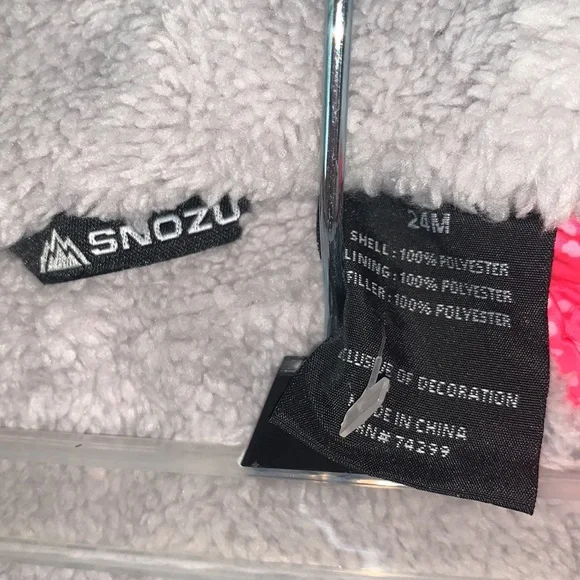 SNOZU
24M
SHELL: 100% POLYESTER
LINING: 100% POLYESTER
FILLER: 100% POLYESTER
OF DECORATION
IN CHINA
74299